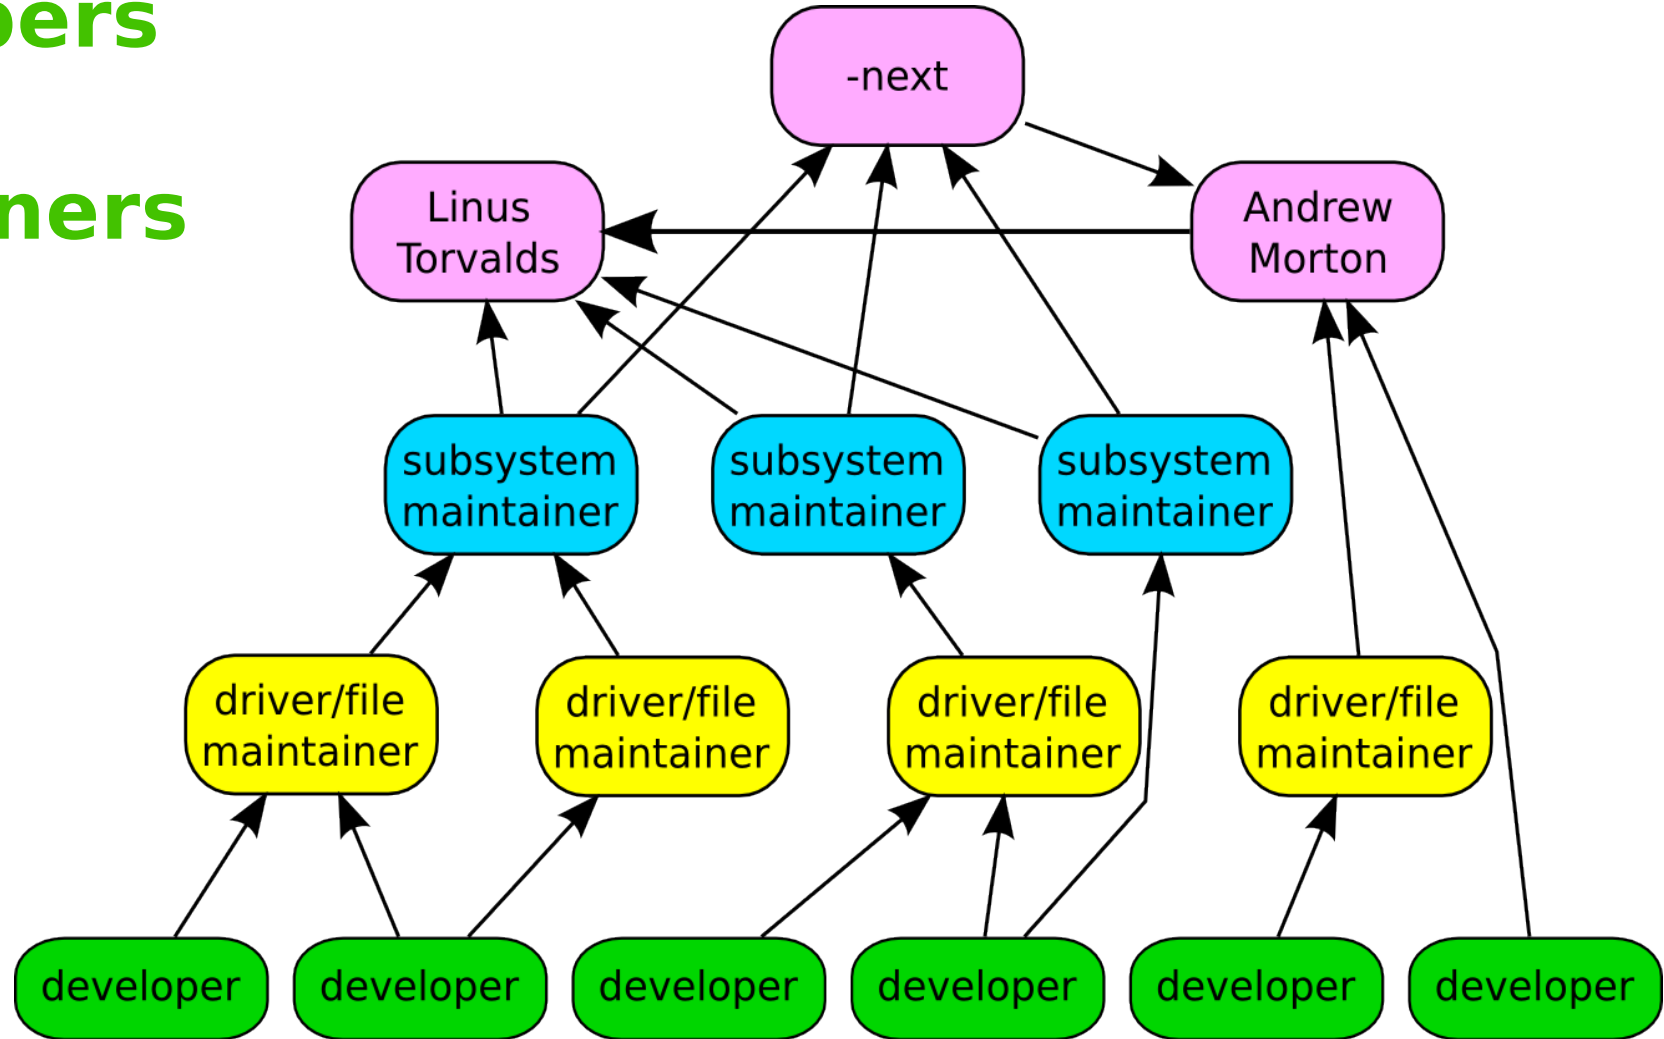 pers
-next
ners
Linus
Torvalds
Andrew
Morton
subsystem
maintainer
subsystem
maintainer
subsystem
maintainer
driver/file
maintainer
driver/file
maintainer
driver/file
maintainer
driver/file
maintainer
developer
developer
developer
developer
developer
developer